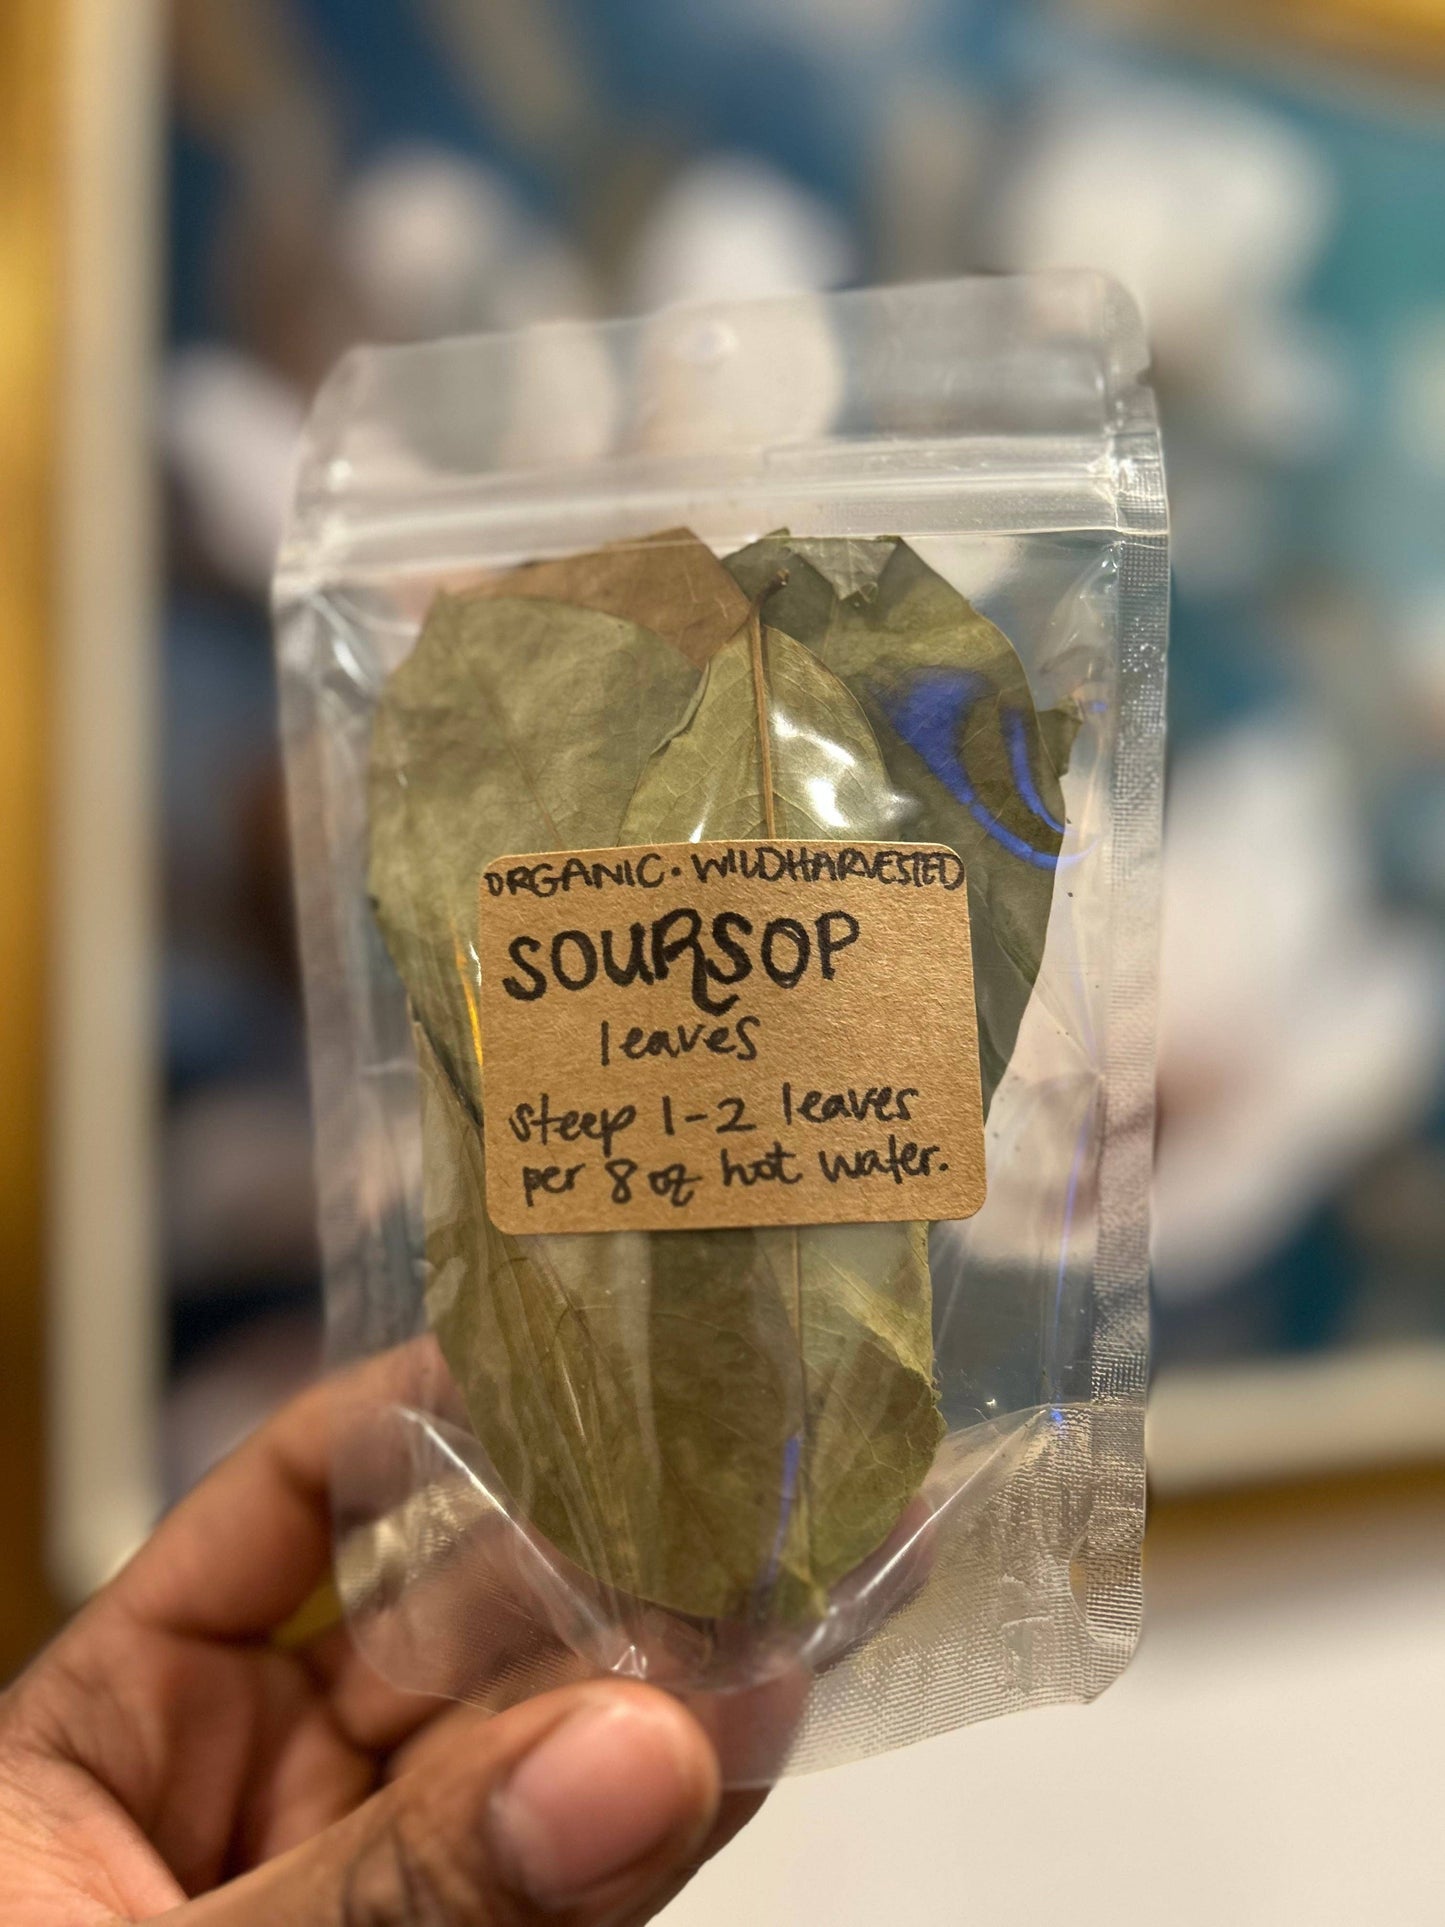 ORGANIC. WILDHARVESTED
SOURSOP
leaves
steep 1-2 leaves
per 8 oz hot water.